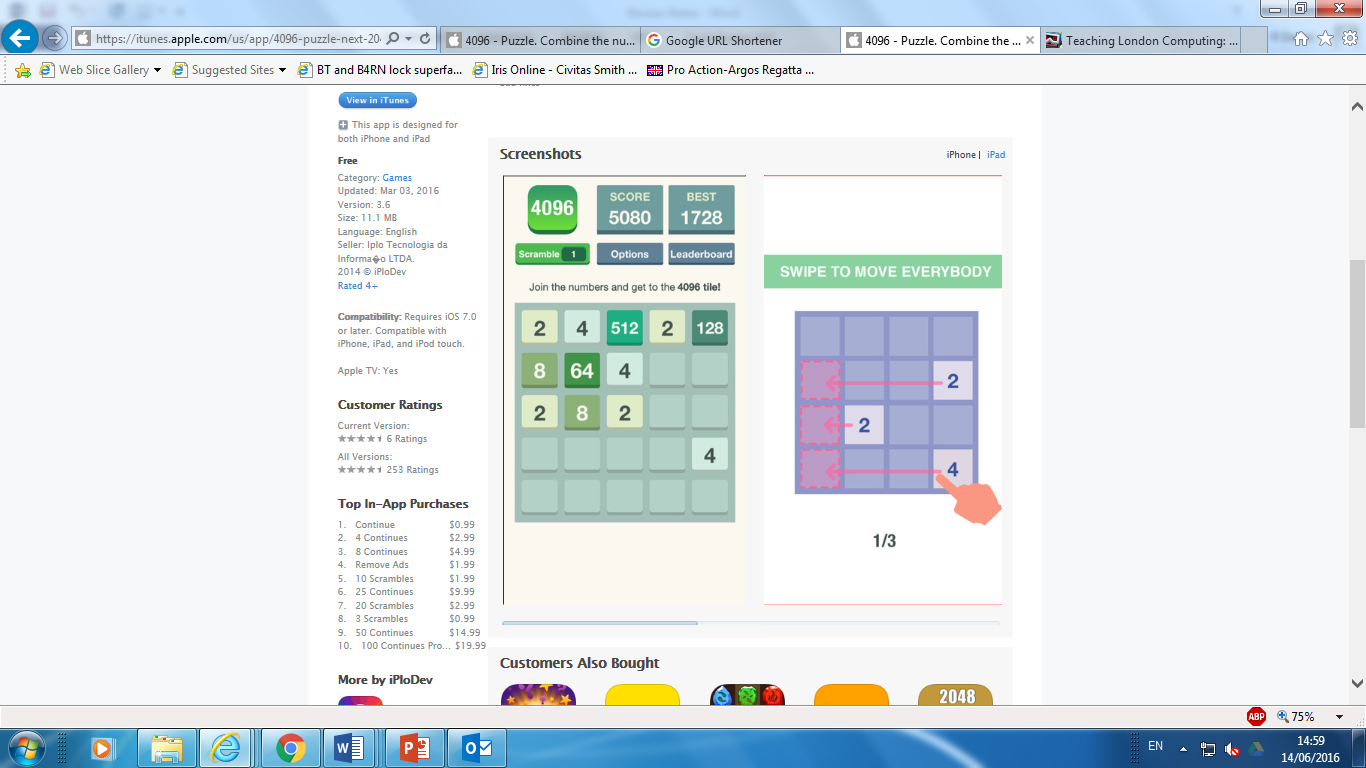 https://itunes.apple.com/us/app/4096-puzzle-next-20
4096 - Puzzle. Combine the nu...
Google URL Shortener
4096 - Puzzle. Combine the ...
Teaching London Computing: ...
Web Slice Gallery
Suggested Sites
BT and B4RN lock superfa...
Iris Online - Civitas Smith ...
Pro Action-Argos Regatta ...
View in iTunes
This app is designed for
both iPhone and iPad
Free
Category: Games
Updated: Mar 03, 2016
Version: 3.6
Size: 11.1 MB
Language: English
Seller: Iplo Tecnologia da
Informa�o LTDA.
2014 © iPloDev
Rated 4+
Compatibility: Requires iOS 7.0
or later. Compatible with
iPhone, iPad, and iPod touch.
Apple TV: Yes
Customer Ratings
Current Version:
6 Ratings
All Versions:
253 Ratings
Top In-App Purchases
1. Continue $0.99
2. 4 Continues $2.99
3. 8 Continues $4.99
4. Remove Ads $1.99
5. 10 Scrambles $1.99
6. 25 Continues $9.99
7. 20 Scrambles $2.99
8. 3 Scrambles $0.99
9. 50 Continues $14.99
10. 100 Continues Pro... $19.99
More by iPloDev
Screenshots
iPhone | iPad
4096
SCORE
5080
BEST
1728
Scramble 1
Options
Leaderboard
Join the numbers and get to the 4096 tile!
2 4 512 2 128
8 64 4
2 8 2
4
SWIPE TO MOVE EVERYBODY
2
2
4
1/3
Customers Also Bought
2048
ABP
75%
EN
14:59
14/06/2016